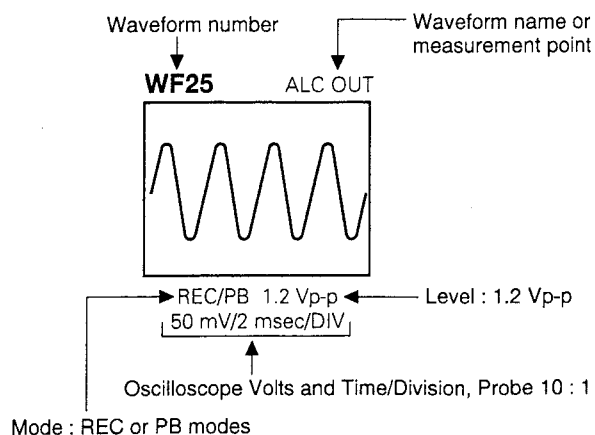 Waveform number
Waveform name or
measurement point
WF25 ALC OUT
REC/PB 1.2 Vp-p
Level : 1.2 Vp-p
50 mV/2 msec/DIV
Oscilloscope Volts and Time/Division, Probe 10 : 1
Mode : REC or PB modes